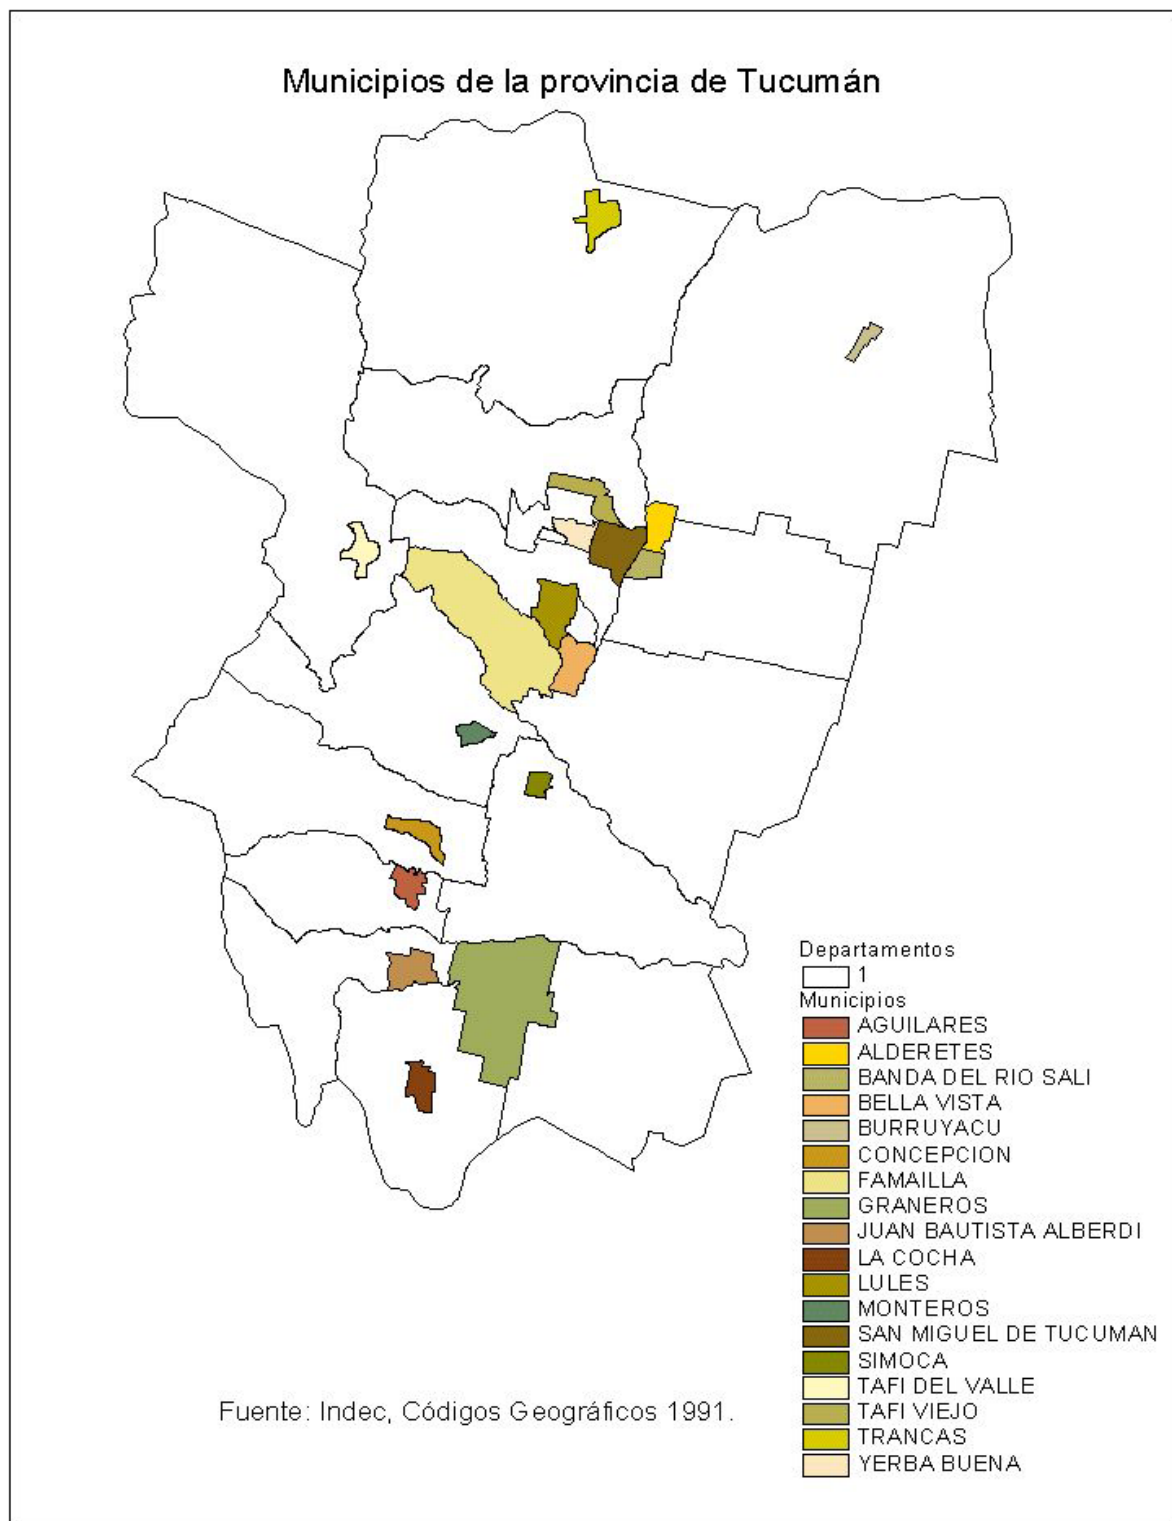 Municipios de la provincia de Tucumán
Departamentos
1
Municipios
AGUILARES
ALDERETES
BANDA DEL RIO SALI
BELLA VISTA
BURRUYACU
CONCEPCION
FAMAILLA
GRANEROS
JUAN BAUTISTA ALBERDI
LA COCHA
LULES
MONTEROS
SAN MIGUEL DE TUCUMAN
SIMOCA
TAFI DEL VALLE
TAFI VIEJO
TRANCAS
YERBA BUENA
Fuente: Indec, Códigos Geográficos 1991.